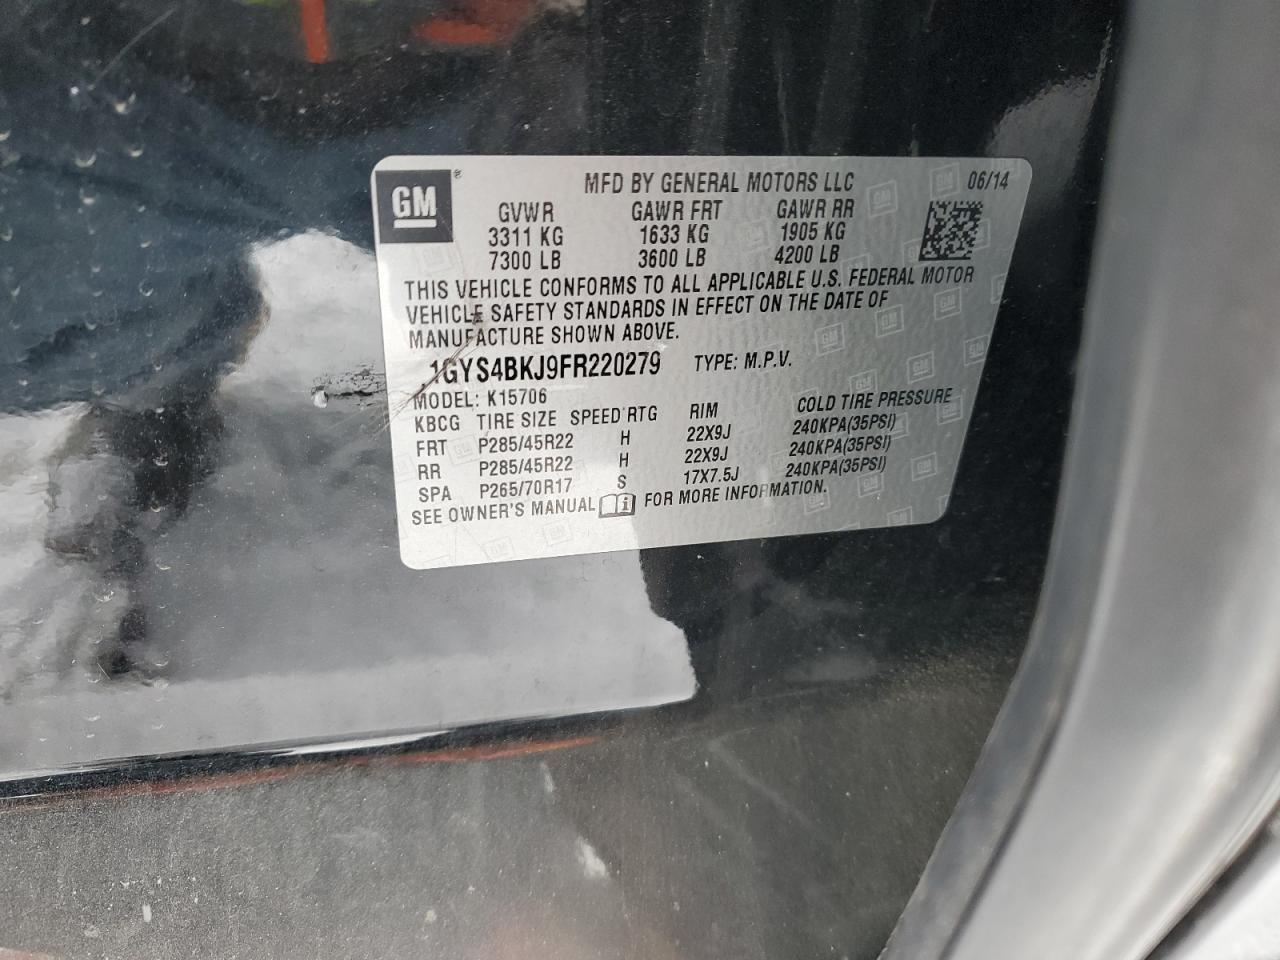 GM ®
MFD BY GENERAL MOTORS LLC 06/14
GVWR GAWR FRT GAWR RR
3311 KG 1633 KG 1905 KG
7300 LB 3600 LB 4200 LB
THIS VEHICLE CONFORMS TO ALL APPLICABLE U.S. FEDERAL MOTOR
VEHICLE SAFETY STANDARDS IN EFFECT ON THE DATE OF
MANUFACTURE SHOWN ABOVE.
1GYS4BKJ9FR220279 TYPE: M.P.V.
MODEL: K15706
KBCG TIRE SIZE SPEED RTG RIM COLD TIRE PRESSURE
FRT P285/45R22 H 22X9J 240KPA(35PSI)
RR P285/45R22 H 22X9J 240KPA(35PSI)
SPA P265/70R17 S 17X7.5J 240KPA(35PSI)
SEE OWNER'S MANUAL FOR MORE INFORMATION.